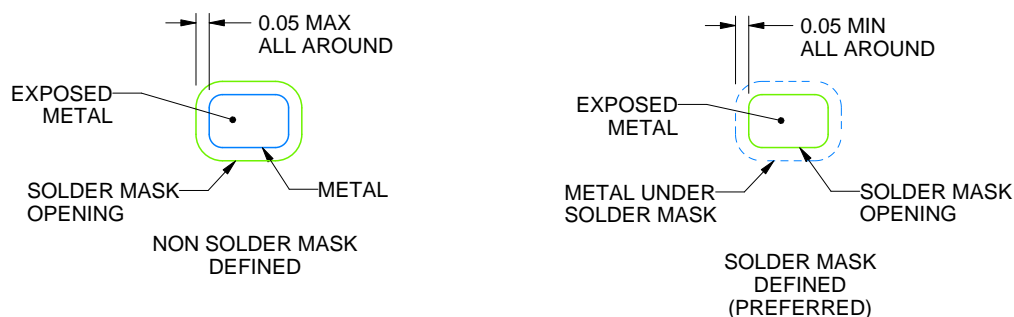 0.05 MAX
ALL AROUND
EXPOSED
METAL
SOLDER MASK
OPENING
METAL
NON SOLDER MASK
DEFINED
0.05 MIN
ALL AROUND
EXPOSED
METAL
METAL UNDER
SOLDER MASK
SOLDER MASK
OPENING
SOLDER MASK
DEFINED
(PREFERRED)